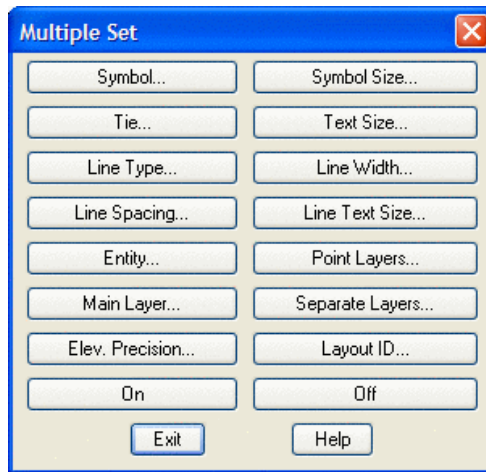 Multiple Set
Symbol... Symbol Size...
Tie... Text Size...
Line Type... Line Width...
Line Spacing... Line Text Size...
Entity... Point Layers...
Main Layer... Separate Layers...
Elev. Precision... Layout ID...
On Off
Exit Help